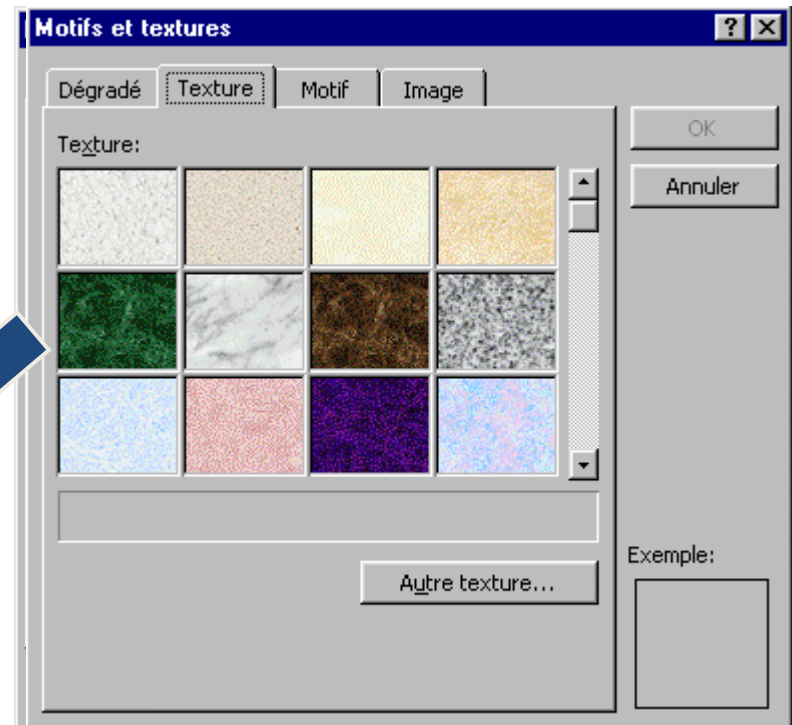 Motifs et textures
Dégradé Texture Motif Image
Texture:
OK
Annuler
Exemple:
Autre texture...